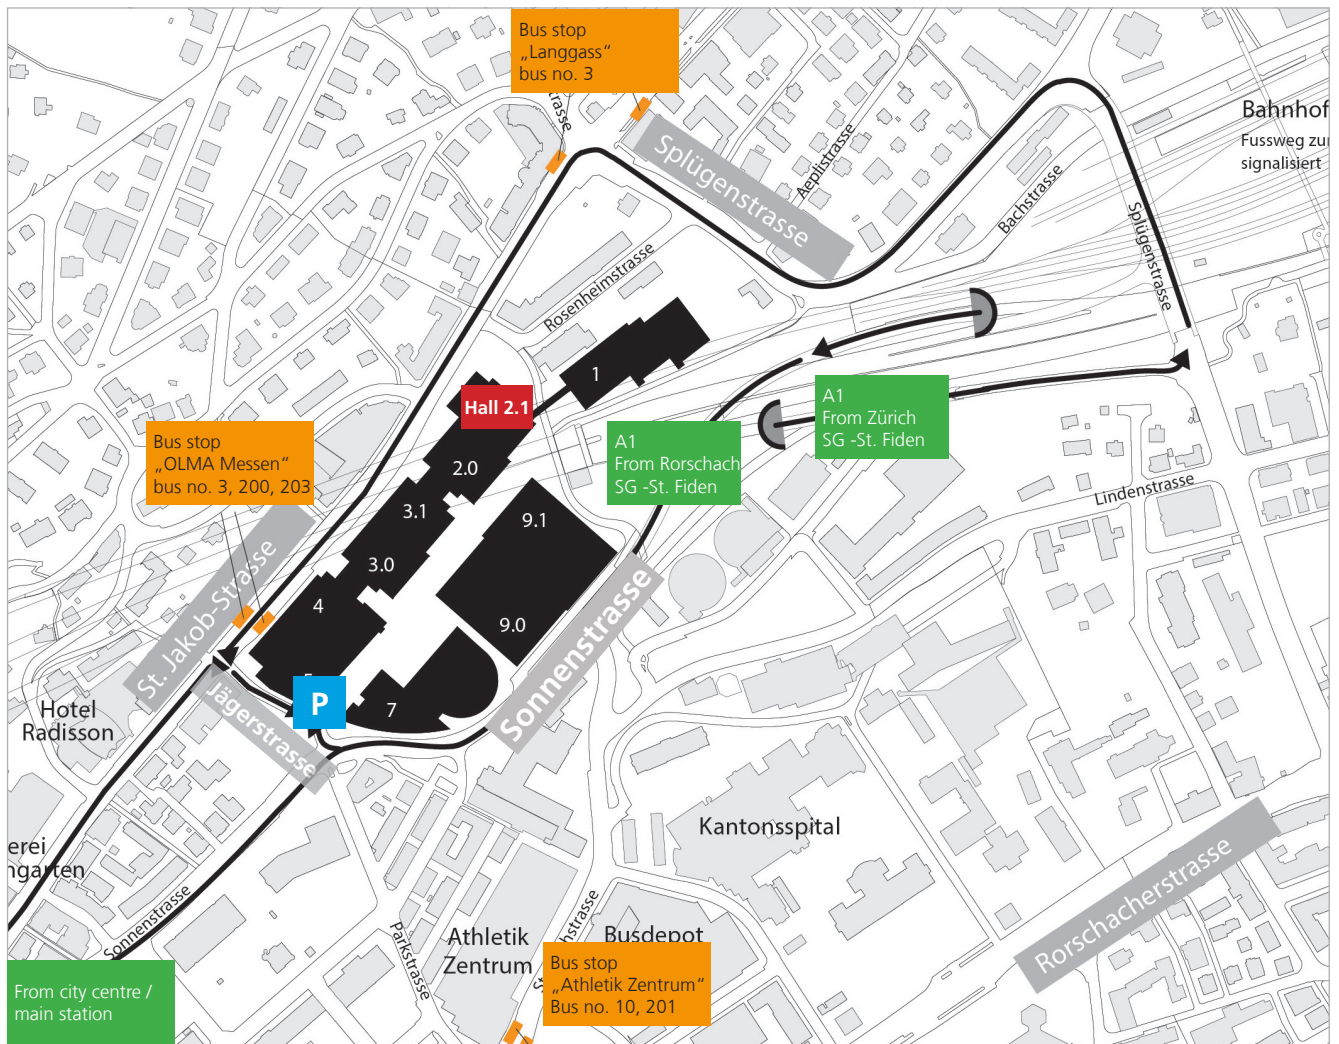 Bus stop
„Langgass“
bus no. 3
trasse
Splügenstrasse
Aeplistrasse
Bachstrasse
Splügenstrasse
Bahnhof
Fussweg zu
signalisiert
Rosenheimstrasse
1
Hall 2.1
2.0
3.1
3.0
4
9.1
9.0
7
P
A1
From Rorschach
SG -St. Fiden
A1
From Zürich
SG -St. Fiden
Bus stop
„OLMA Messen“
bus no. 3, 200, 203
St. Jakob-Strasse
Jägerstrasse
Sonnenstrasse
Lindenstrasse
Hotel
Radisson
erei
ngarten
Sonnenstrasse
Kantonsspital
Rorschacherstrasse
Parkstrasse
Athletik
Zentrum
hstrasse
Busdepot
Bus stop
„Athletik Zentrum“
Bus no. 10, 201
From city centre /
main station